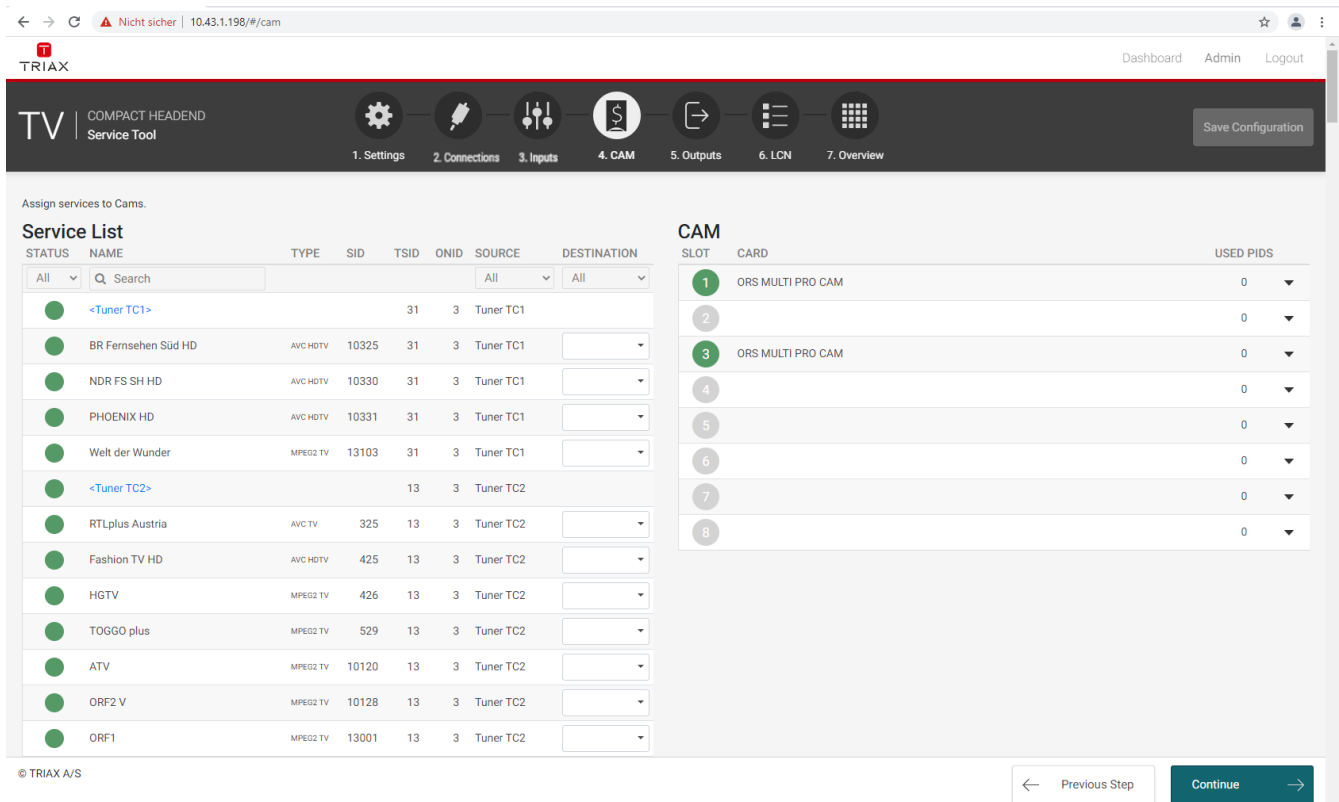 Nicht sicher | 10.43.1.198/#/cam
TRIAX
Dashboard Admin Logout
TV | COMPACT HEADEND
Service Tool
1. Settings 2. Connections 3. Inputs 4. CAM 5. Outputs 6. LCN 7. Overview
Save Configuration
Assign services to Cams.
Service List
STATUS NAME TYPE SID TSID ONID SOURCE DESTINATION
All Search All All
<Tuner TC1> 31 3 Tuner TC1
BR Fernsehen Süd HD AVC HDTV 10325 31 3 Tuner TC1
NDR FS SH HD AVC HDTV 10330 31 3 Tuner TC1
PHOENIX HD AVC HDTV 10331 31 3 Tuner TC1
Welt der Wunder MPEG2 TV 13103 31 3 Tuner TC1
<Tuner TC2> 13 3 Tuner TC2
RTLplus Austria AVC TV 325 13 3 Tuner TC2
Fashion TV HD AVC HDTV 425 13 3 Tuner TC2
HGTV MPEG2 TV 426 13 3 Tuner TC2
TOGGO plus MPEG2 TV 529 13 3 Tuner TC2
ATV MPEG2 TV 10120 13 3 Tuner TC2
ORF2 V MPEG2 TV 10128 13 3 Tuner TC2
ORF1 MPEG2 TV 13001 13 3 Tuner TC2
CAM
SLOT CARD USED PIDS
1 ORS MULTI PRO CAM 0
2 0
3 ORS MULTI PRO CAM 0
4 0
5 0
6 0
7 0
8 0
© TRIAX A/S
Previous Step
Continue